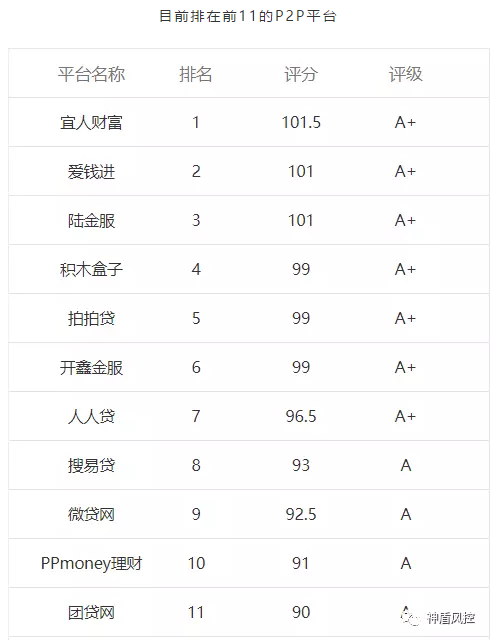 目前排在前11的P2P平台
平台名称 排名 评分 评级
宜人财富 1 101.5 A+
爱钱进 2 101 A+
陆金服 3 101 A+
积木盒子 4 99 A+
拍拍贷 5 99 A+
开鑫金服 6 99 A+
人人贷 7 96.5 A+
搜易贷 8 93 A
微贷网 9 92.5 A
PPmoney理财 10 91 A
团贷网 11 90 A
神盾风控